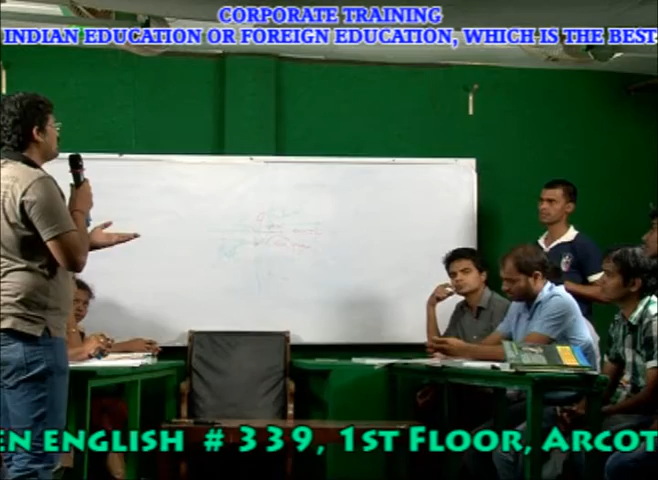 CORPORATE TRAINING
INDIAN EDUCATION OR FOREIGN EDUCATION, WHICH IS THE BEST.
EN ENGLISH # 339, 1ST FLOOR, ARCOT